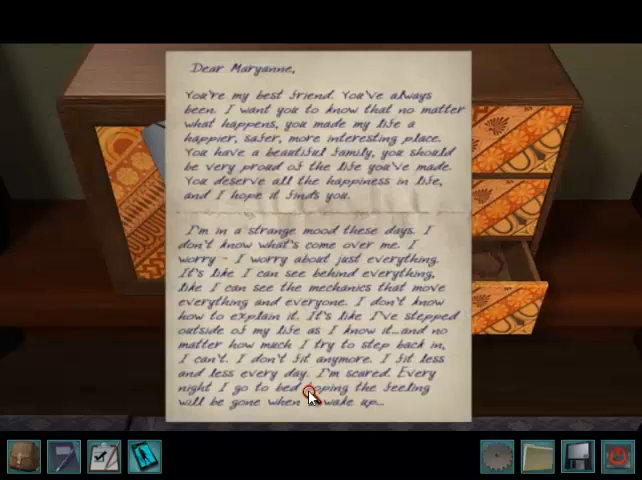 Dear Maryanne,
You're my best friend. You've always
been. I want you to know that no matter
what happens, you made my life a
happier, safer, more interesting place.
You have a beautiful family, you should
be very proud of the life you've made.
You deserve all the happiness in life,
and I hope it finds you.
I'm in a strange mood these days. I
don't know what's come over me. I
worry - I worry about just everything.
It's like I can see behind everything,
like I can see the mechanics that move
everything and everyone. I don't know
how to explain it. It's like I've stepped
outside of my life as I know it...and no
matter how much I try to step back in,
I can't. I don't fit anymore. I fit less
and less every day. I'm scared. Every
night I go to bed hoping the feeling
will be gone when I wake up...